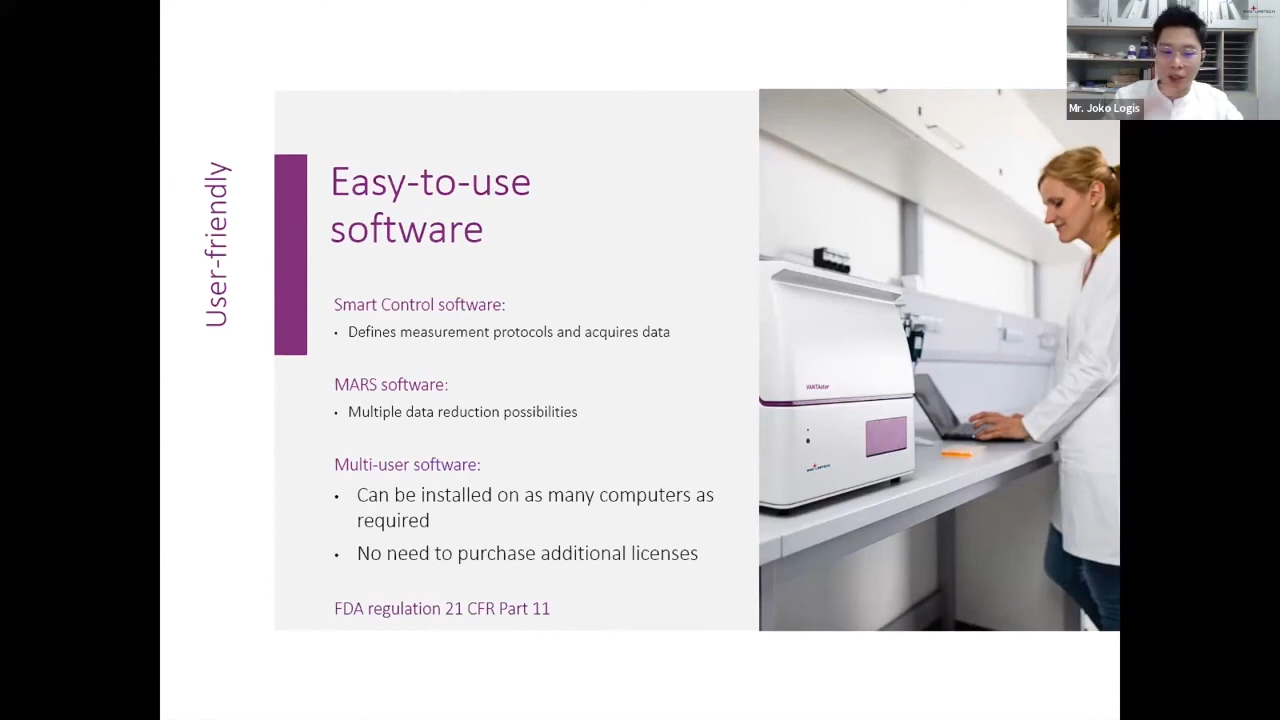 User-friendly
Easy-to-use
software
Smart Control software:
• Defines measurement protocols and acquires data
MARS software:
• Multiple data reduction possibilities
Multi-user software:
• Can be installed on as many computers as
required
• No need to purchase additional licenses
FDA regulation 21 CFR Part 11
VANTAstar
Mr. Joko Logis